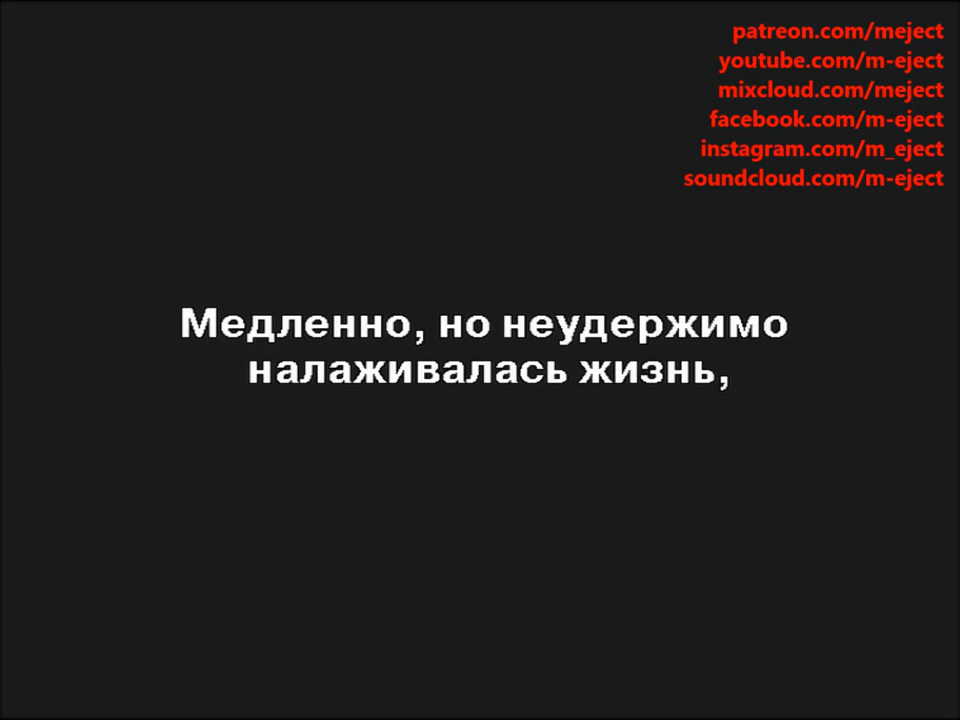 patreon.com/meject
youtube.com/m-eject
mixcloud.com/meject
facebook.com/m-eject
instagram.com/m_eject
soundcloud.com/m-eject
Медленно, но неудержимо
налаживалась жизнь,